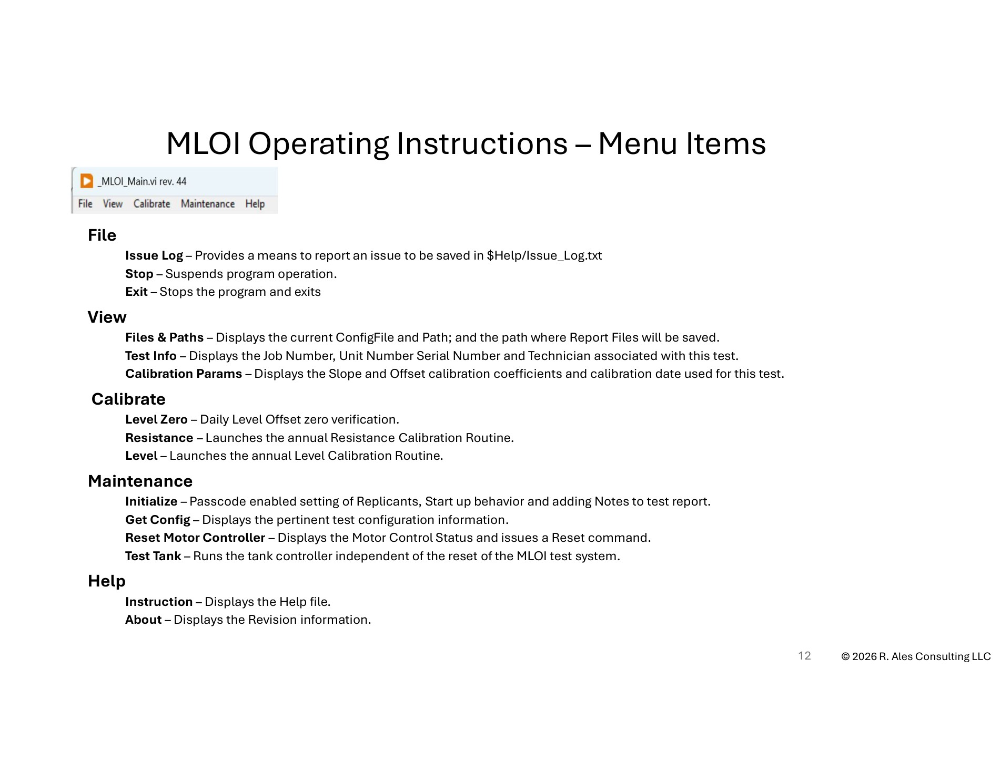 MLOI Operating Instructions – Menu Items
_MLOI_Main.vi rev. 44
File View Calibrate Maintenance Help
File
Issue Log – Provides a means to report an issue to be saved in $Help/Issue_Log.txt
Stop – Suspends program operation.
Exit – Stops the program and exits
View
Files & Paths – Displays the current ConfigFile and Path; and the path where Report Files will be saved.
Test Info – Displays the Job Number, Unit Number Serial Number and Technician associated with this test.
Calibration Params – Displays the Slope and Offset calibration coefficients and calibration date used for this test.
Calibrate
Level Zero – Daily Level Offset zero verification.
Resistance – Launches the annual Resistance Calibration Routine.
Level – Launches the annual Level Calibration Routine.
Maintenance
Initialize – Passcode enabled setting of Replicants, Start up behavior and adding Notes to test report.
Get Config – Displays the pertinent test configuration information.
Reset Motor Controller – Displays the Motor Control Status and issues a Reset command.
Test Tank – Runs the tank controller independent of the reset of the MLOI test system.
Help
Instruction – Displays the Help file.
About – Displays the Revision information.
12 © 2026 R. Ales Consulting LLC